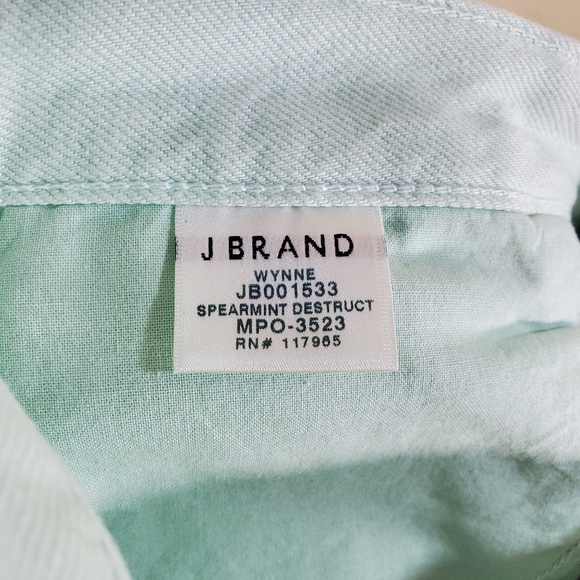 J BRAND
WYNNE
JB001533
SPEARMINT DESTRUCT
MPO-3523
RN# 117965